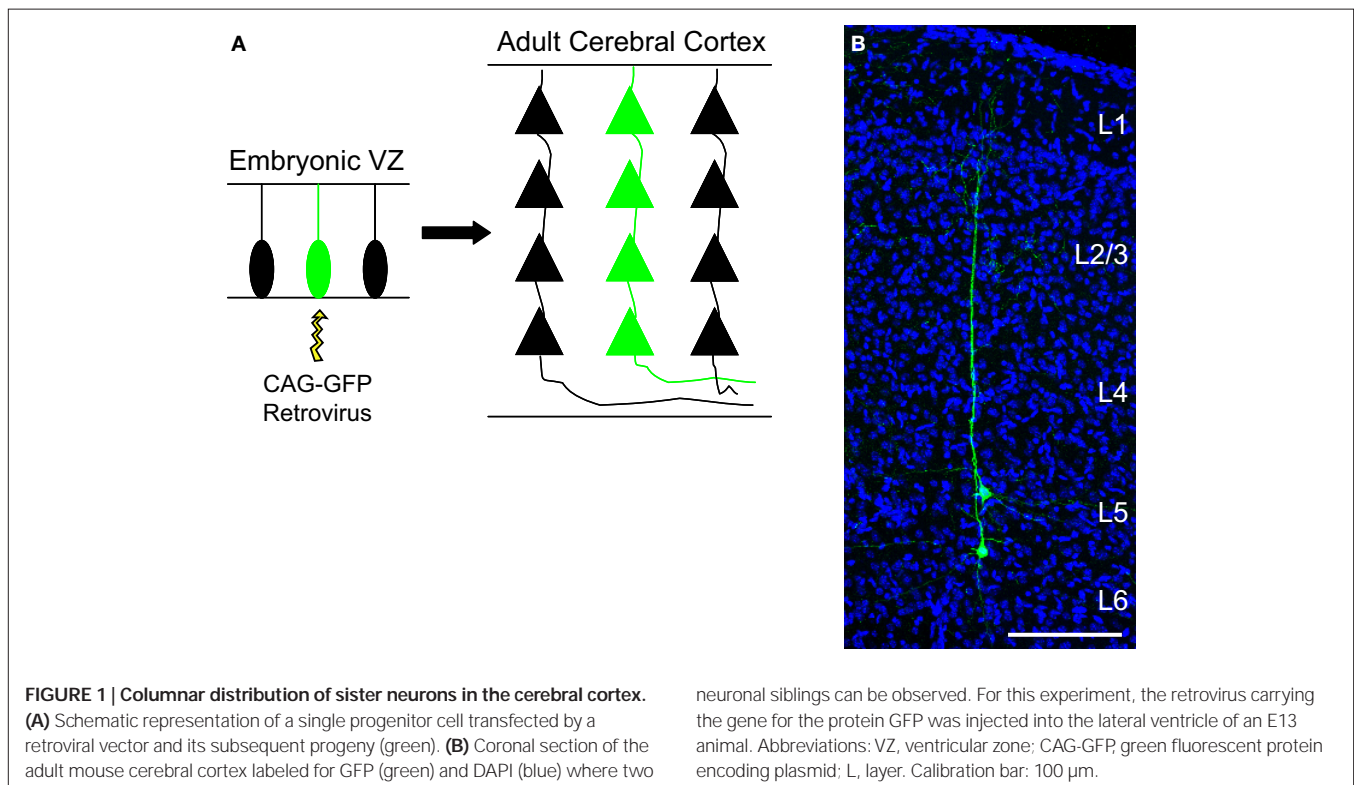 A
Adult Cerebral Cortex
Embryonic VZ
CAG-GFP
Retrovirus
B
L1
L2/3
L4
L5
L6
FIGURE 1 | Columnar distribution of sister neurons in the cerebral cortex.
(A) Schematic representation of a single progenitor cell transfected by a
retroviral vector and its subsequent progeny (green). (B) Coronal section of the
adult mouse cerebral cortex labeled for GFP (green) and DAPI (blue) where two
neuronal siblings can be observed. For this experiment, the retrovirus carrying
the gene for the protein GFP was injected into the lateral ventricle of an E13
animal. Abbreviations: VZ, ventricular zone; CAG-GFP, green fluorescent protein
encoding plasmid; L, layer. Calibration bar: 100 μm.